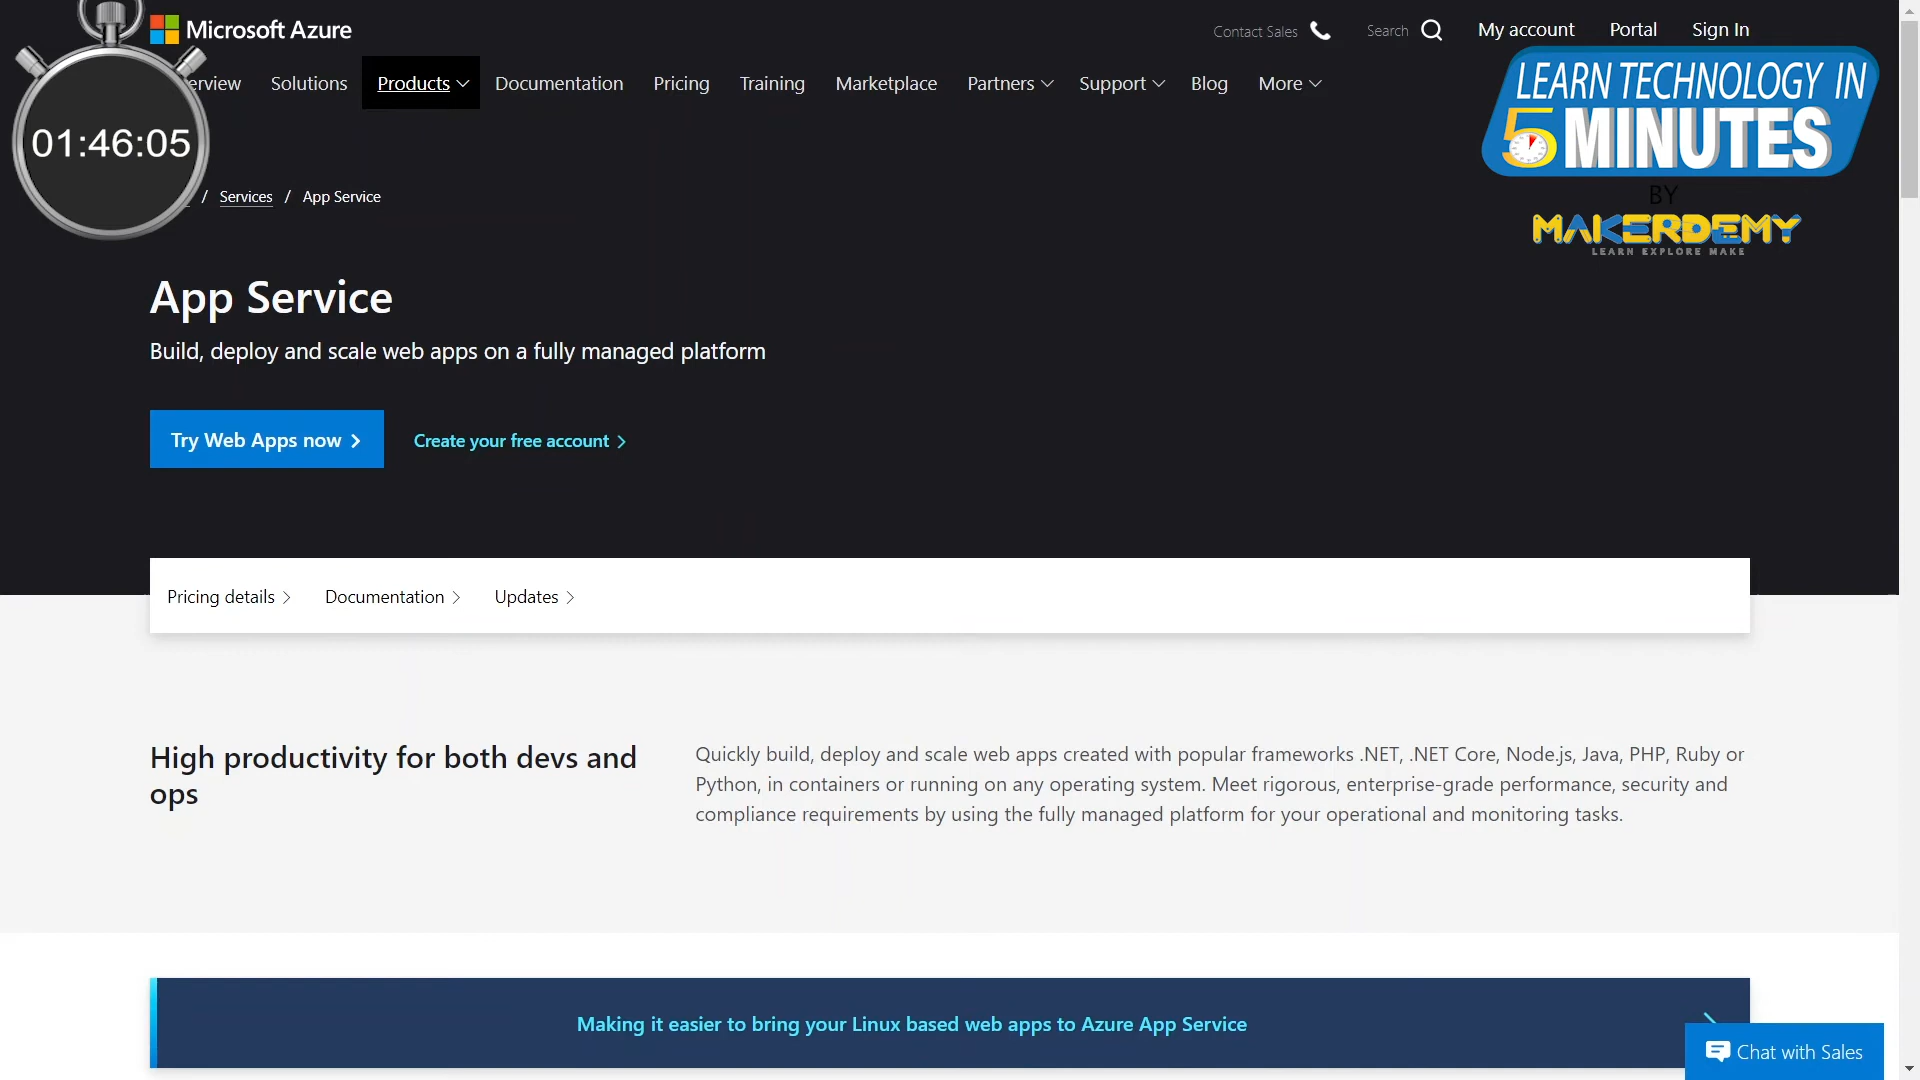 Microsoft Azure
Contact Sales
Search
My account
Portal
Sign In
erview
Solutions
Products
Documentation
Pricing
Training
Marketplace
Partners
Support
Blog
More
01:46:05
LEARN TECHNOLOGY IN
5 MINUTES
BY
MAKERDEMY
LEARN EXPLORE MAKE
/ Services / App Service
App Service
Build, deploy and scale web apps on a fully managed platform
Try Web Apps now
Create your free account
Pricing details
Documentation
Updates
High productivity for both devs and
ops
Quickly build, deploy and scale web apps created with popular frameworks .NET, .NET Core, Node.js, Java, PHP, Ruby or
Python, in containers or running on any operating system. Meet rigorous, enterprise-grade performance, security and
compliance requirements by using the fully managed platform for your operational and monitoring tasks.
Making it easier to bring your Linux based web apps to Azure App Service
Chat with Sales